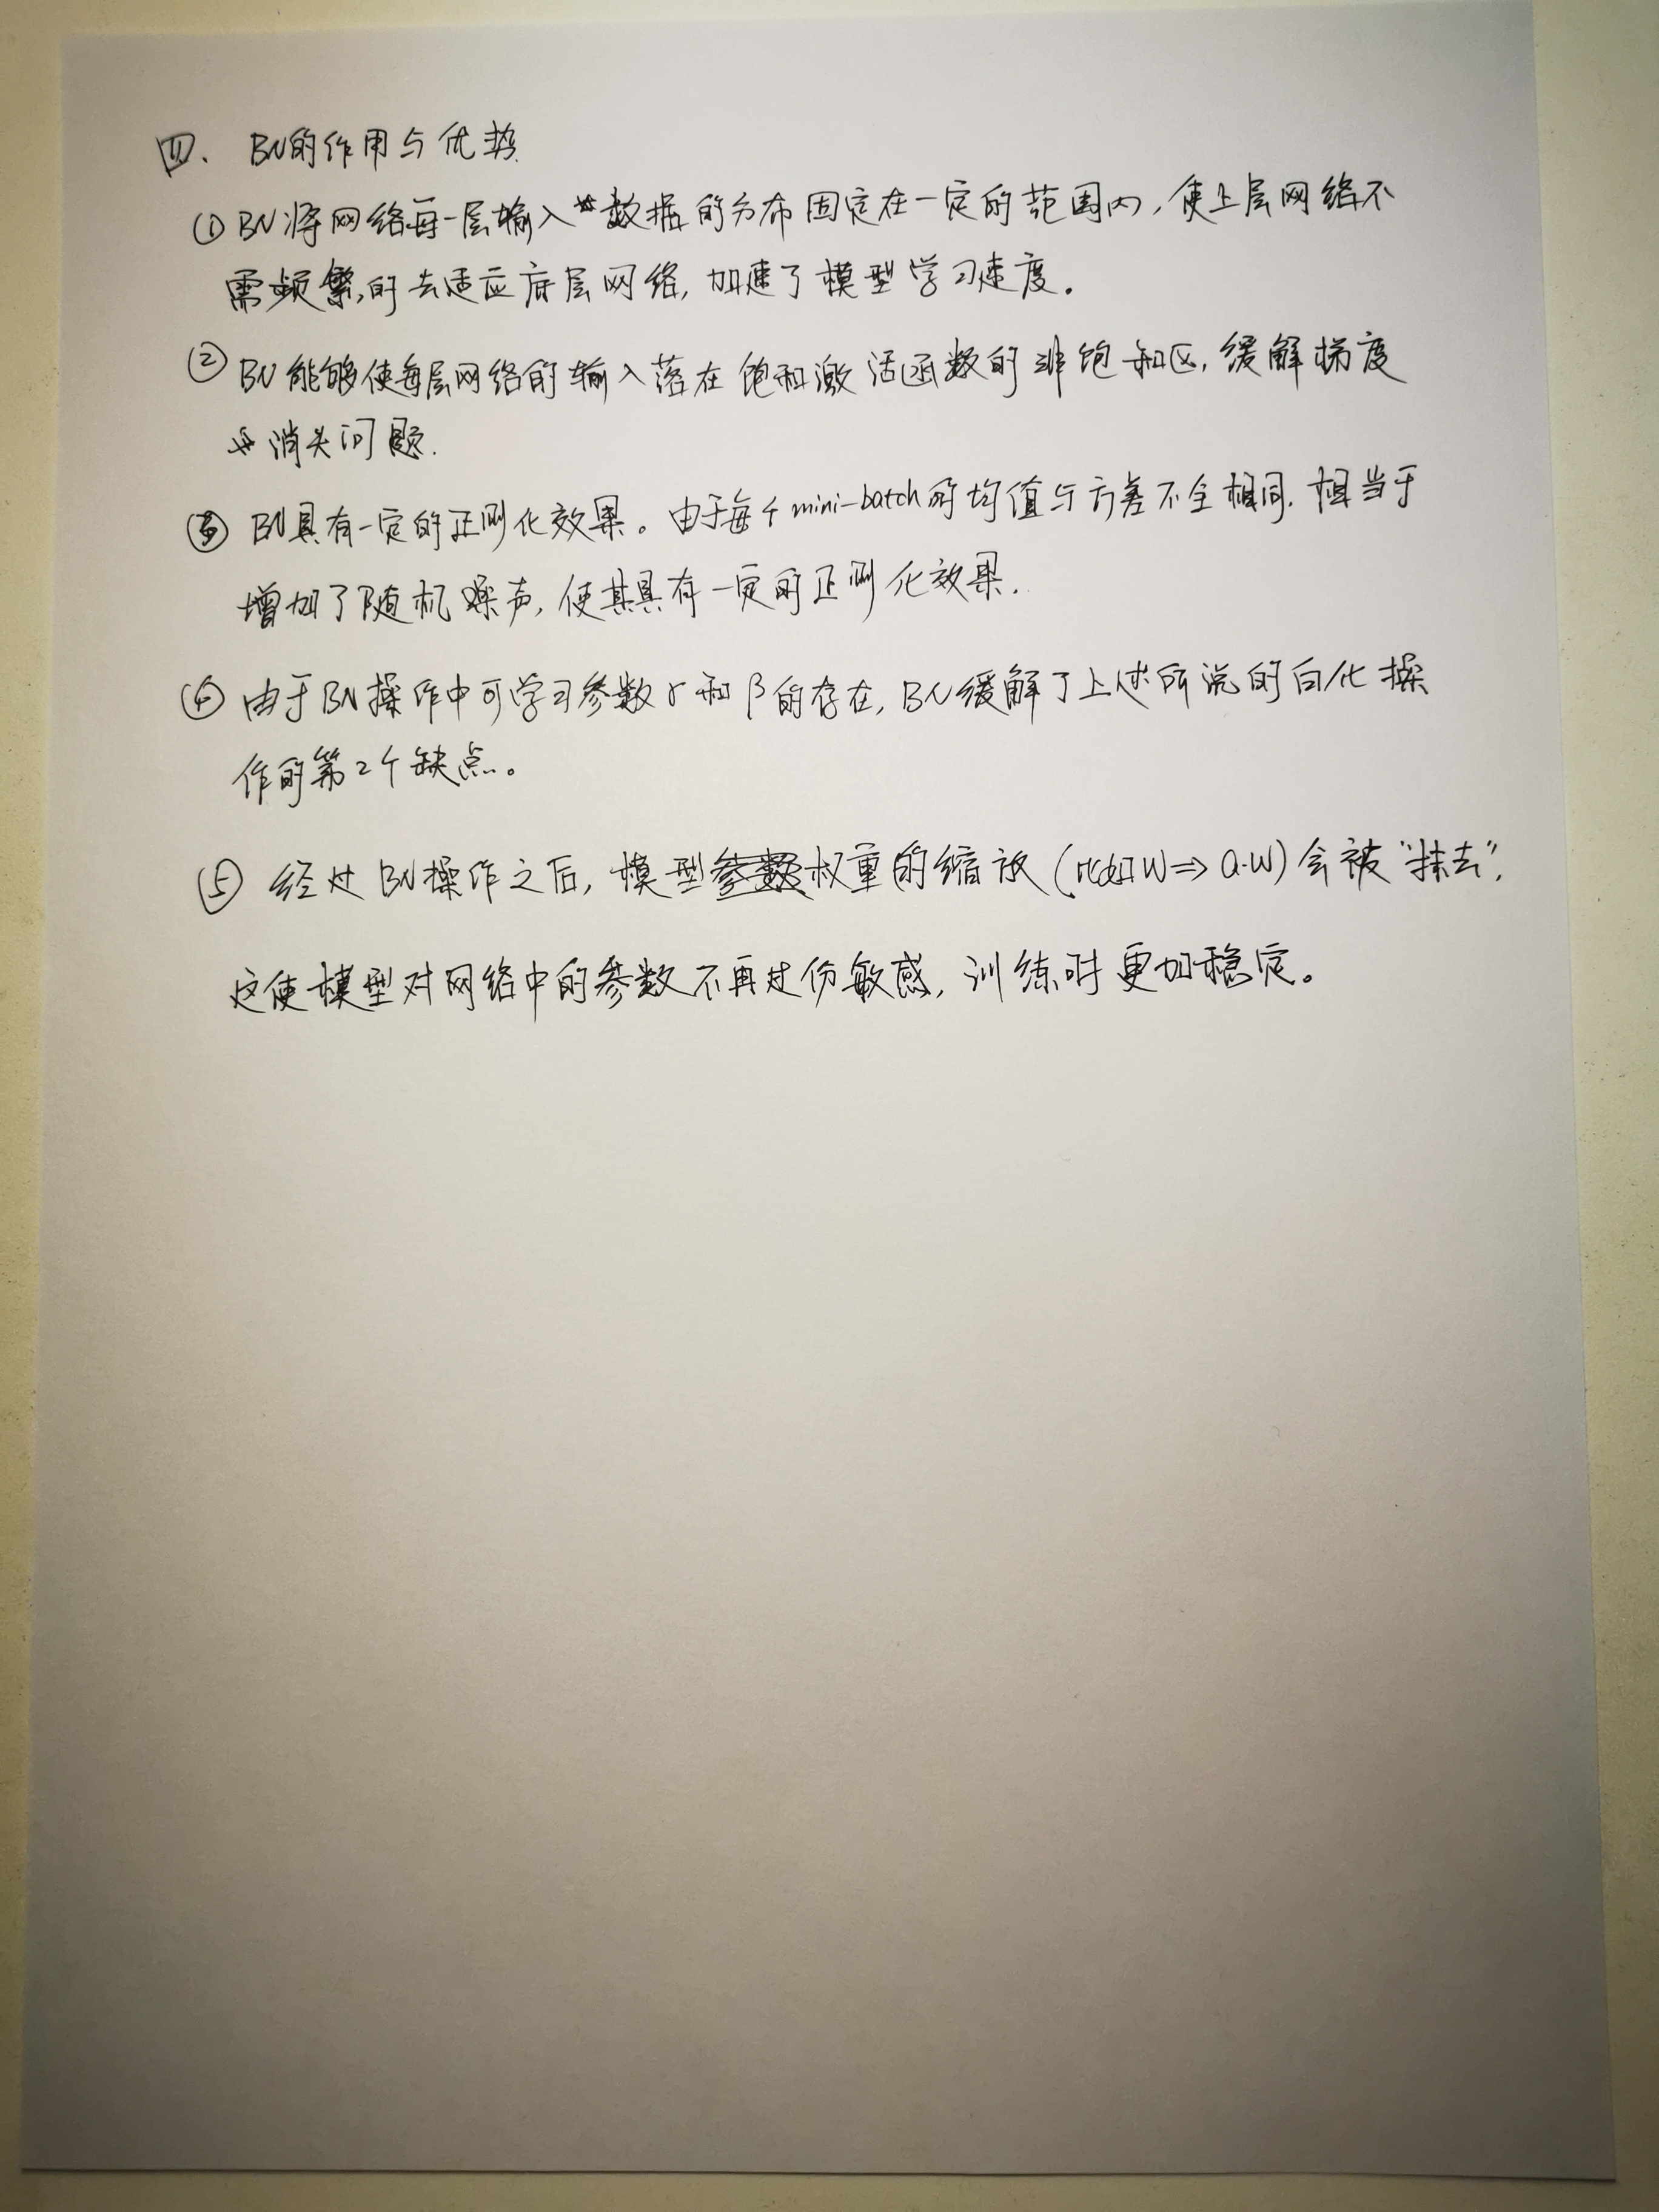 四、BN的作用与优势
① BN将网络每一层输入数据的分布固定在一定的范围内,使上层网络不
需频繁的去适应底层网络,加速了模型学习速度。
② BN能够使每层网络的输入落在饱和激活函数的非饱和区,缓解梯度
消失问题.
③ BN具有一定的正则化效果。由于每个mini-batch的均值与方差不全相同.相当于
增加了随机噪声,使其具有一定的正则化效果.
④ 由于BN操作中可学习参数γ和β的存在,BN缓解了上述所说的白化操
作的第2个缺点。
⑤ 经过BN操作之后,模型权重的缩放(比如W⇒a·W)会被“抹去”,
这使模型对网络中的参数不再过份敏感,训练时更加稳定。